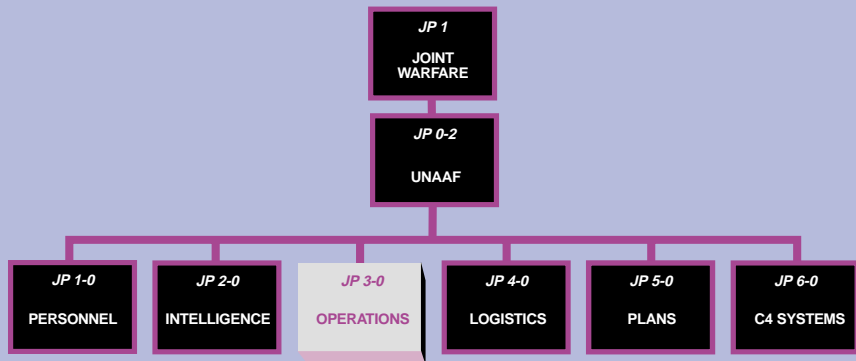 JP 1
JOINT
WARFARE
JP 0-2
UNAAF
JP 1-0
PERSONNEL
JP 2-0
INTELLIGENCE
JP 3-0
OPERATIONS
JP 4-0
LOGISTICS
JP 5-0
PLANS
JP 6-0
C4 SYSTEMS